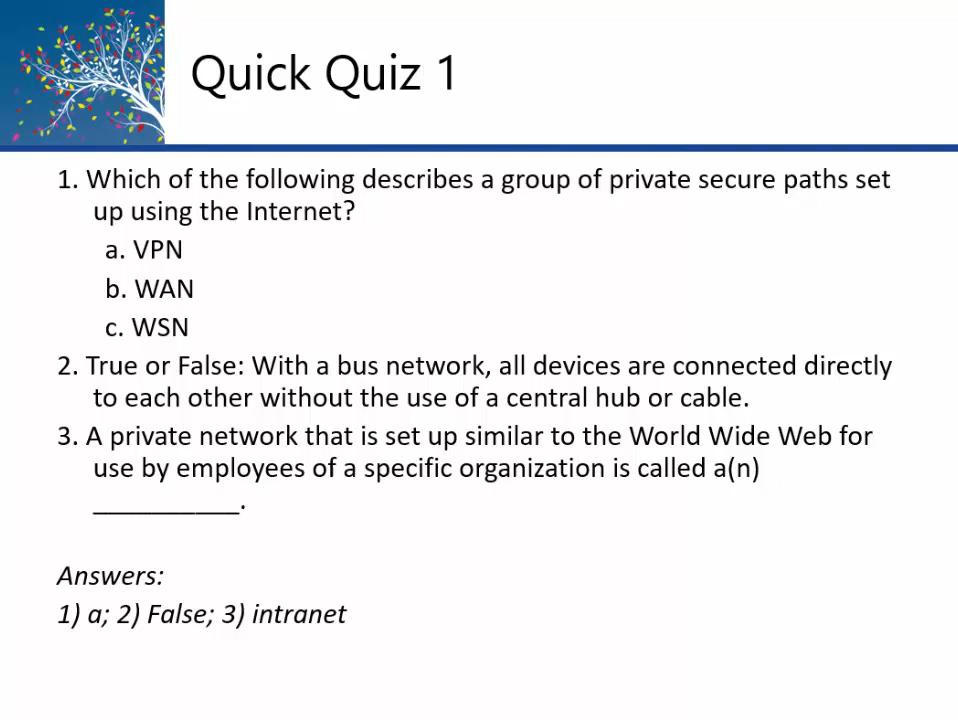 Quick Quiz 1
1. Which of the following describes a group of private secure paths set
up using the Internet?
a. VPN
b. WAN
c. WSN
2. True or False: With a bus network, all devices are connected directly
to each other without the use of a central hub or cable.
3. A private network that is set up similar to the World Wide Web for
use by employees of a specific organization is called a(n)
__________.
Answers:
1) a; 2) False; 3) intranet